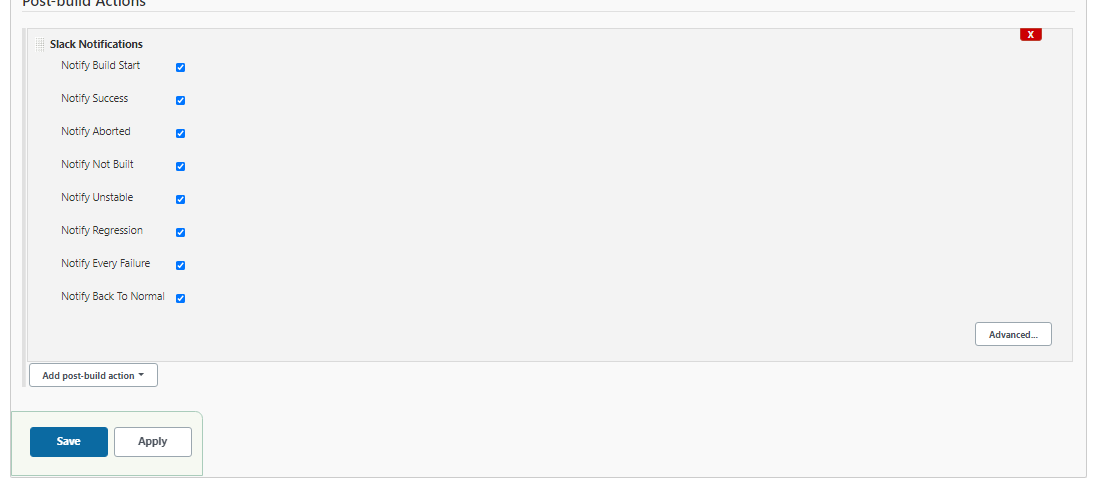 Post-build Actions
X
Slack Notifications
Notify Build Start
Notify Success
Notify Aborted
Notify Not Built
Notify Unstable
Notify Regression
Notify Every Failure
Notify Back To Normal
Advanced...
Add post-build action
Save
Apply